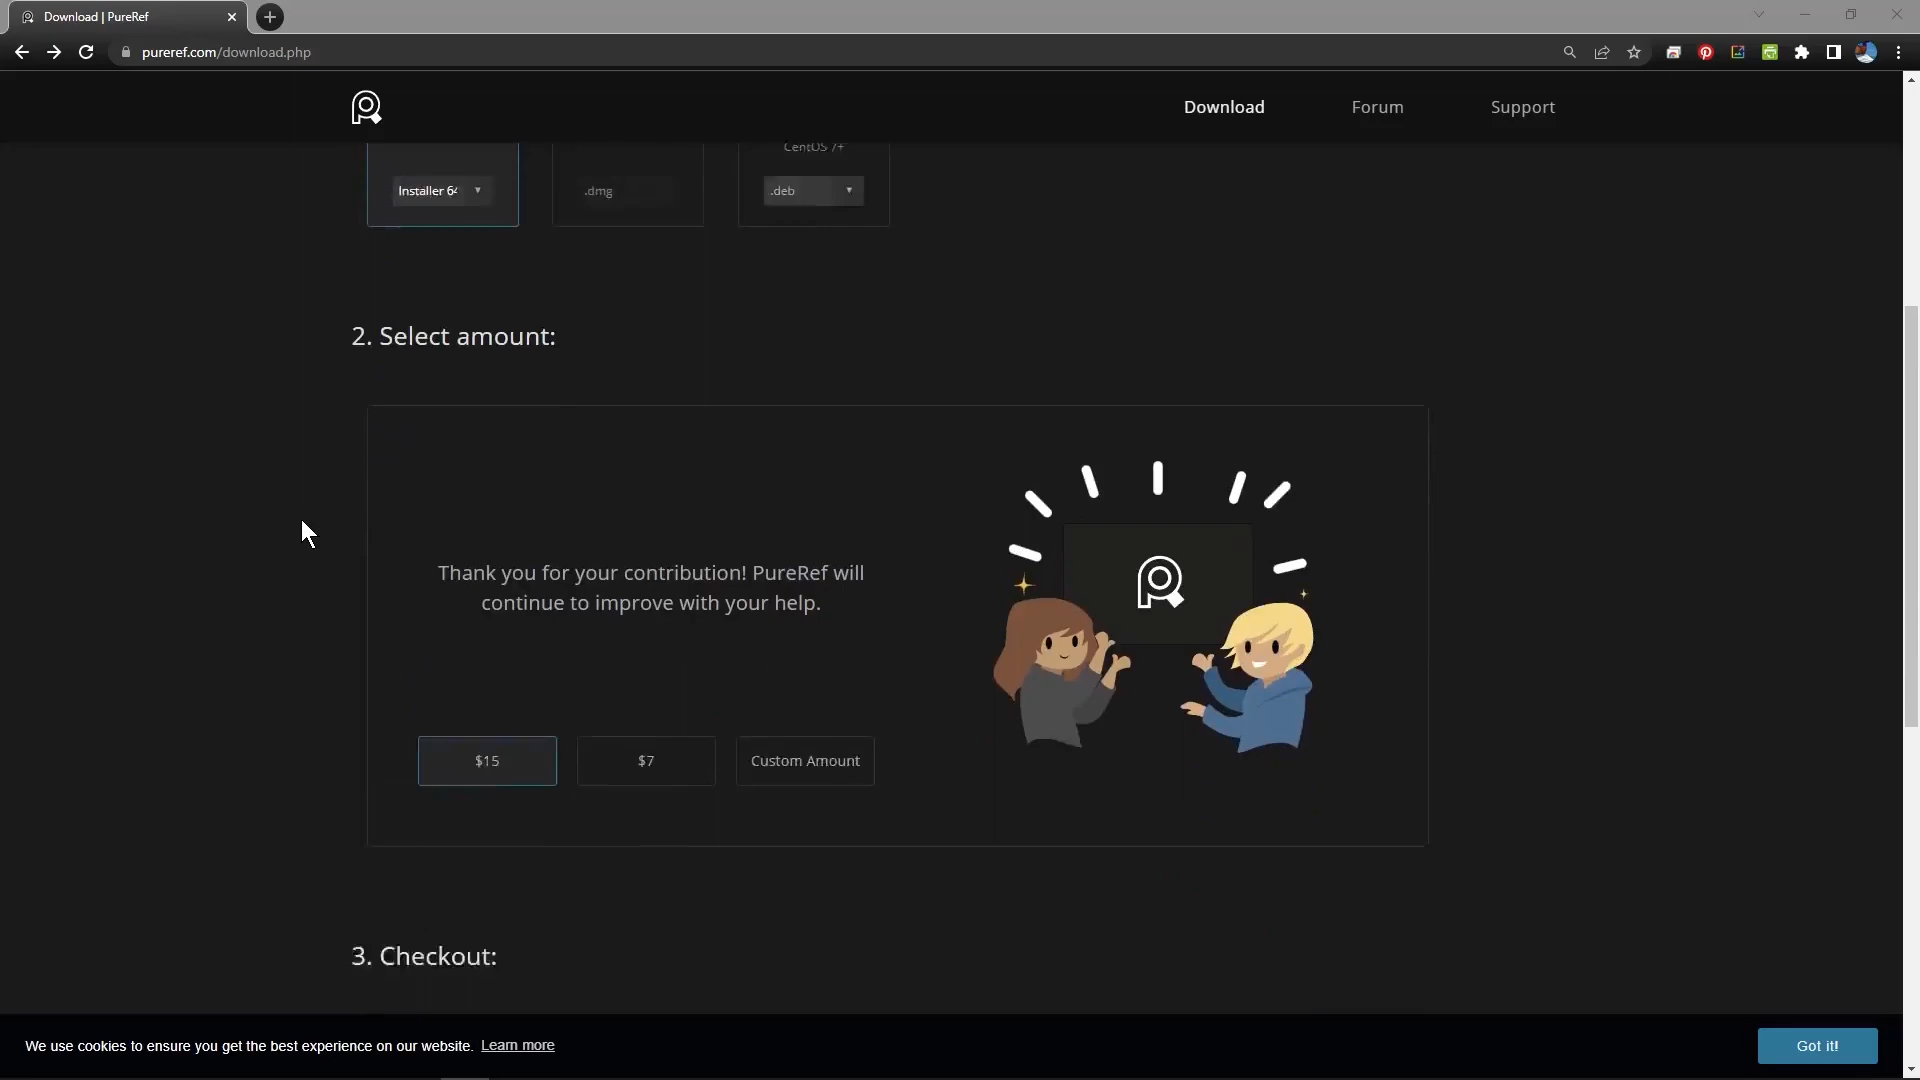 Download | PureRef
pureref.com/download.php
Download Forum Support
CentOS 7+
Installer 64 .dmg .deb
2. Select amount:
Thank you for your contribution! PureRef will
continue to improve with your help.
$15 $7 Custom Amount
3. Checkout:
We use cookies to ensure you get the best experience on our website. Learn more
Got it!